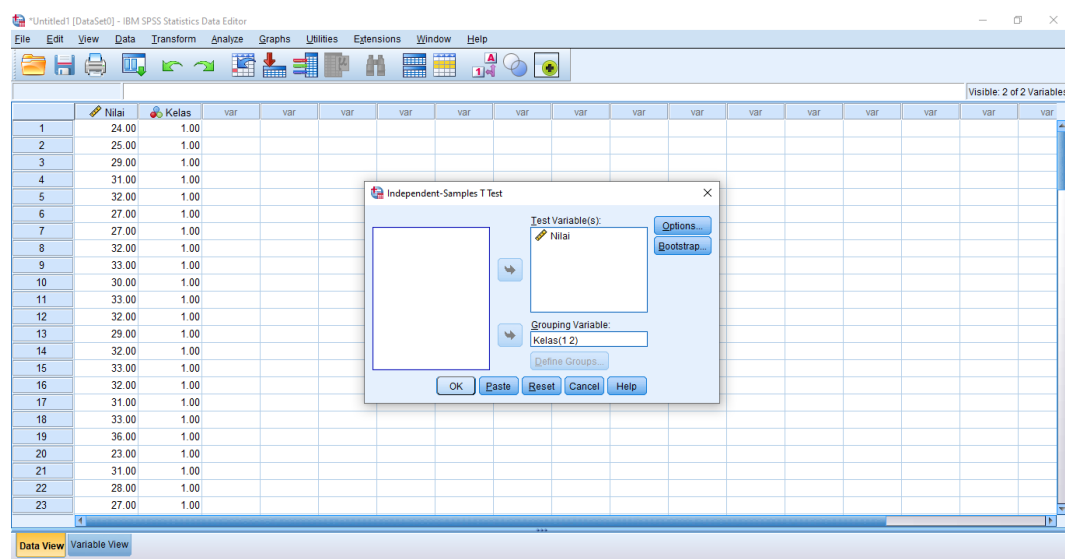 *Untitled1 [DataSet0] - IBM SPSS Statistics Data Editor
File Edit View Data Transform Analyze Graphs Utilities Extensions Window Help
Visible: 2 of 2 Variables
Nilai Kelas var var var var var var var var var var var var var var var
1 24.00 1.00
2 25.00 1.00
3 29.00 1.00
4 31.00 1.00
5 32.00 1.00
6 27.00 1.00
7 27.00 1.00
8 32.00 1.00
9 33.00 1.00
10 30.00 1.00
11 33.00 1.00
12 32.00 1.00
13 29.00 1.00
14 32.00 1.00
15 33.00 1.00
16 32.00 1.00
17 31.00 1.00
18 33.00 1.00
19 36.00 1.00
20 23.00 1.00
21 31.00 1.00
22 28.00 1.00
23 27.00 1.00
Independent-Samples T Test
Test Variable(s):
Nilai
Options...
Bootstrap...
Grouping Variable:
Kelas(1 2)
Define Groups...
OK Paste Reset Cancel Help
Data View Variable View